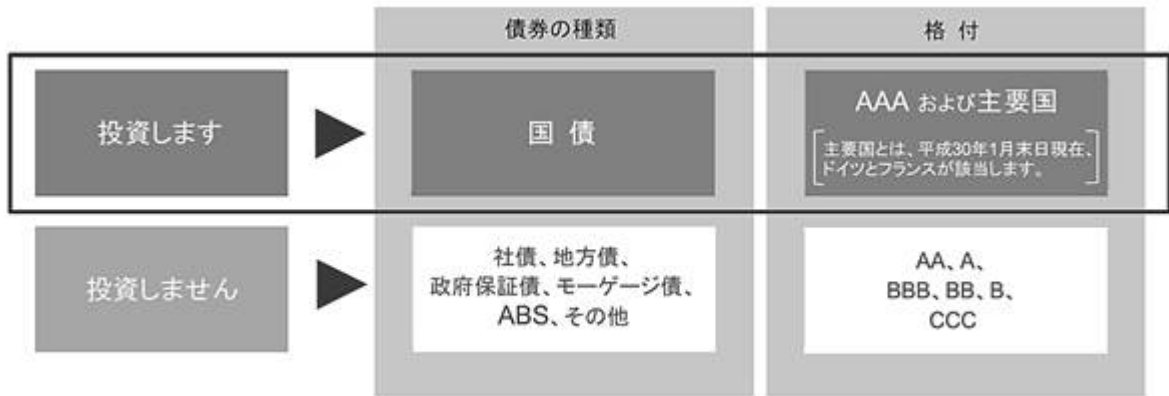 債券の種類
格 付
投資します
国 債
AAA および主要国
主要国とは、平成30年1月末日現在、
ドイツとフランスが該当します。
投資しません
社債、地方債、
政府保証債、モーゲージ債、
ABS、その他
AA、A、
BBB、BB、B、
CCC